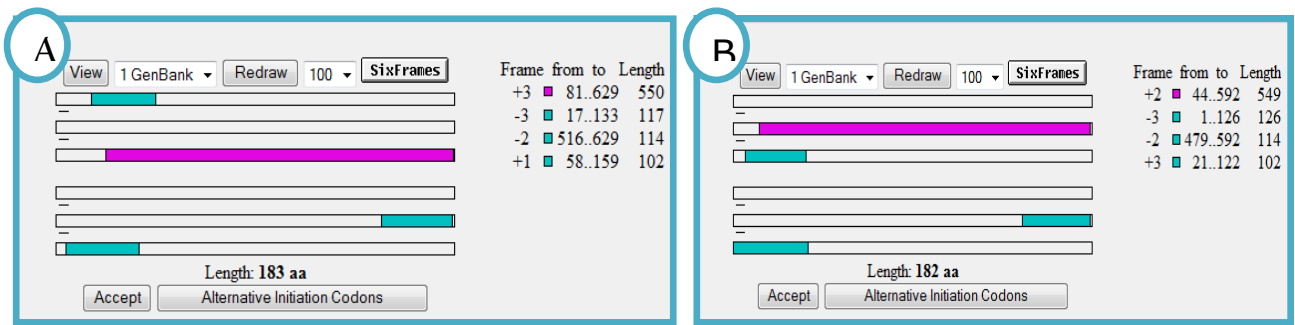 A
View 1 GenBank Redraw 100 SixFrames
Frame from to Length
+3 81..629 550
-3 17..133 117
-2 516..629 114
+1 58..159 102
Length: 183 aa
Accept Alternative Initiation Codons
B
View 1 GenBank Redraw 100 SixFrames
Frame from to Length
+2 44..592 549
-3 1..126 126
-2 479..592 114
+3 21..122 102
Length: 182 aa
Accept Alternative Initiation Codons